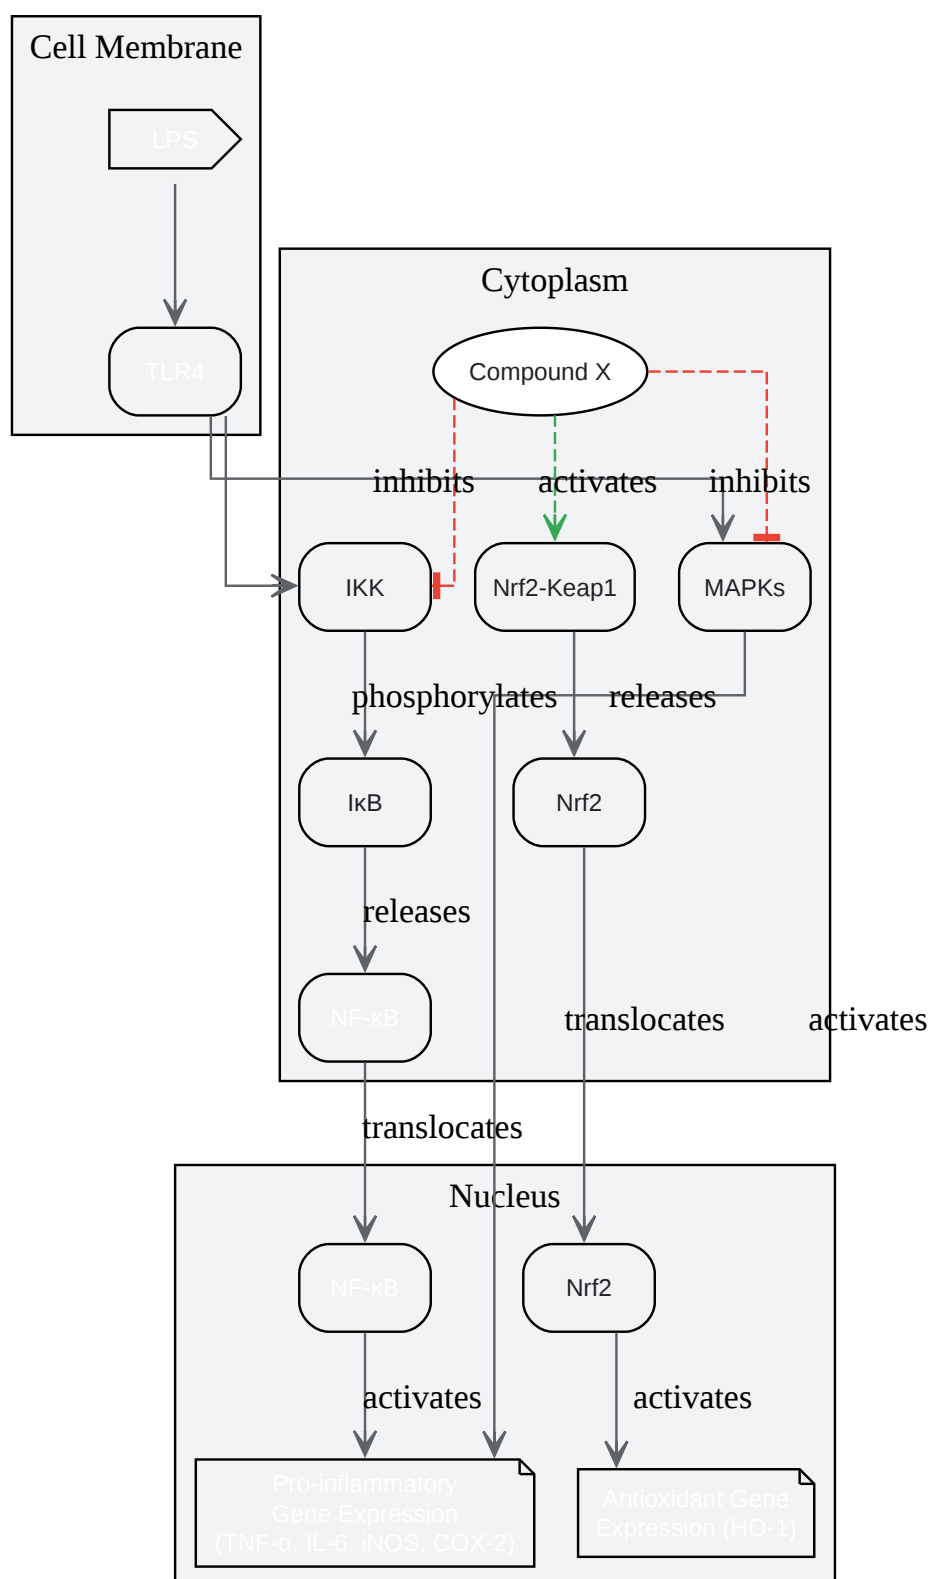 Cell Membrane
LPS
TLR4
Cytoplasm
Compound X
inhibits
activates
inhibits
IKK
Nrf2-Keap1
MAPKs
phosphorylates
releases
IκB
Nrf2
releases
NF-κB
translocates
activates
translocates
Nucleus
NF-κB
Nrf2
activates
activates
Pro-inflammatory
Gene Expression
(TNF-α, IL-6, iNOS, COX-2)
Antioxidant Gene
Expression (HO-1)